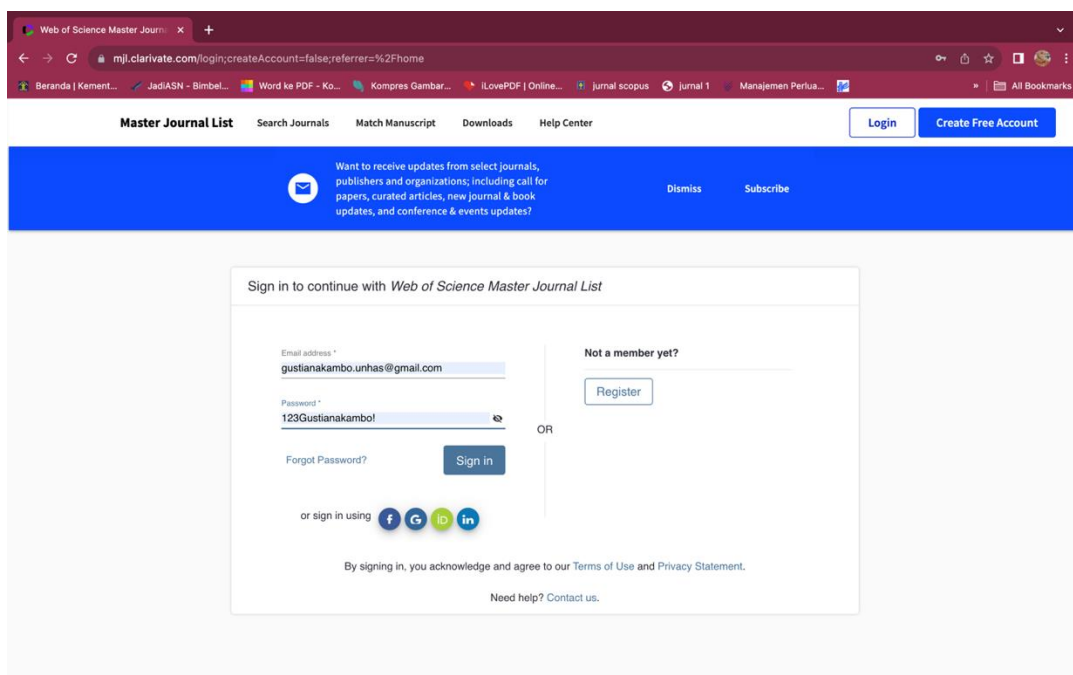 Web of Science Master Journ
mjl.clarivate.com/login;createAccount=false;referrer=%2Fhome
Beranda | Kement... JadiASN - Bimbel... Word ke PDF - Ko... Kompres Gambar... iLovePDF | Online... jurnal scopus jurnal 1 Manajemen Perlua... » All Bookmarks
Master Journal List Search Journals Match Manuscript Downloads Help Center Login Create Free Account
Want to receive updates from select journals,
publishers and organizations; including call for
papers, curated articles, new journal & book
updates, and conference & events updates?
Dismiss Subscribe
Sign in to continue with Web of Science Master Journal List
Email address *
gustianakambo.unhas@gmail.com
Password *
123Gustianakambo!
Forgot Password? Sign in
or sign in using f G iD in
OR
Not a member yet?
Register
By signing in, you acknowledge and agree to our Terms of Use and Privacy Statement.
Need help? Contact us.